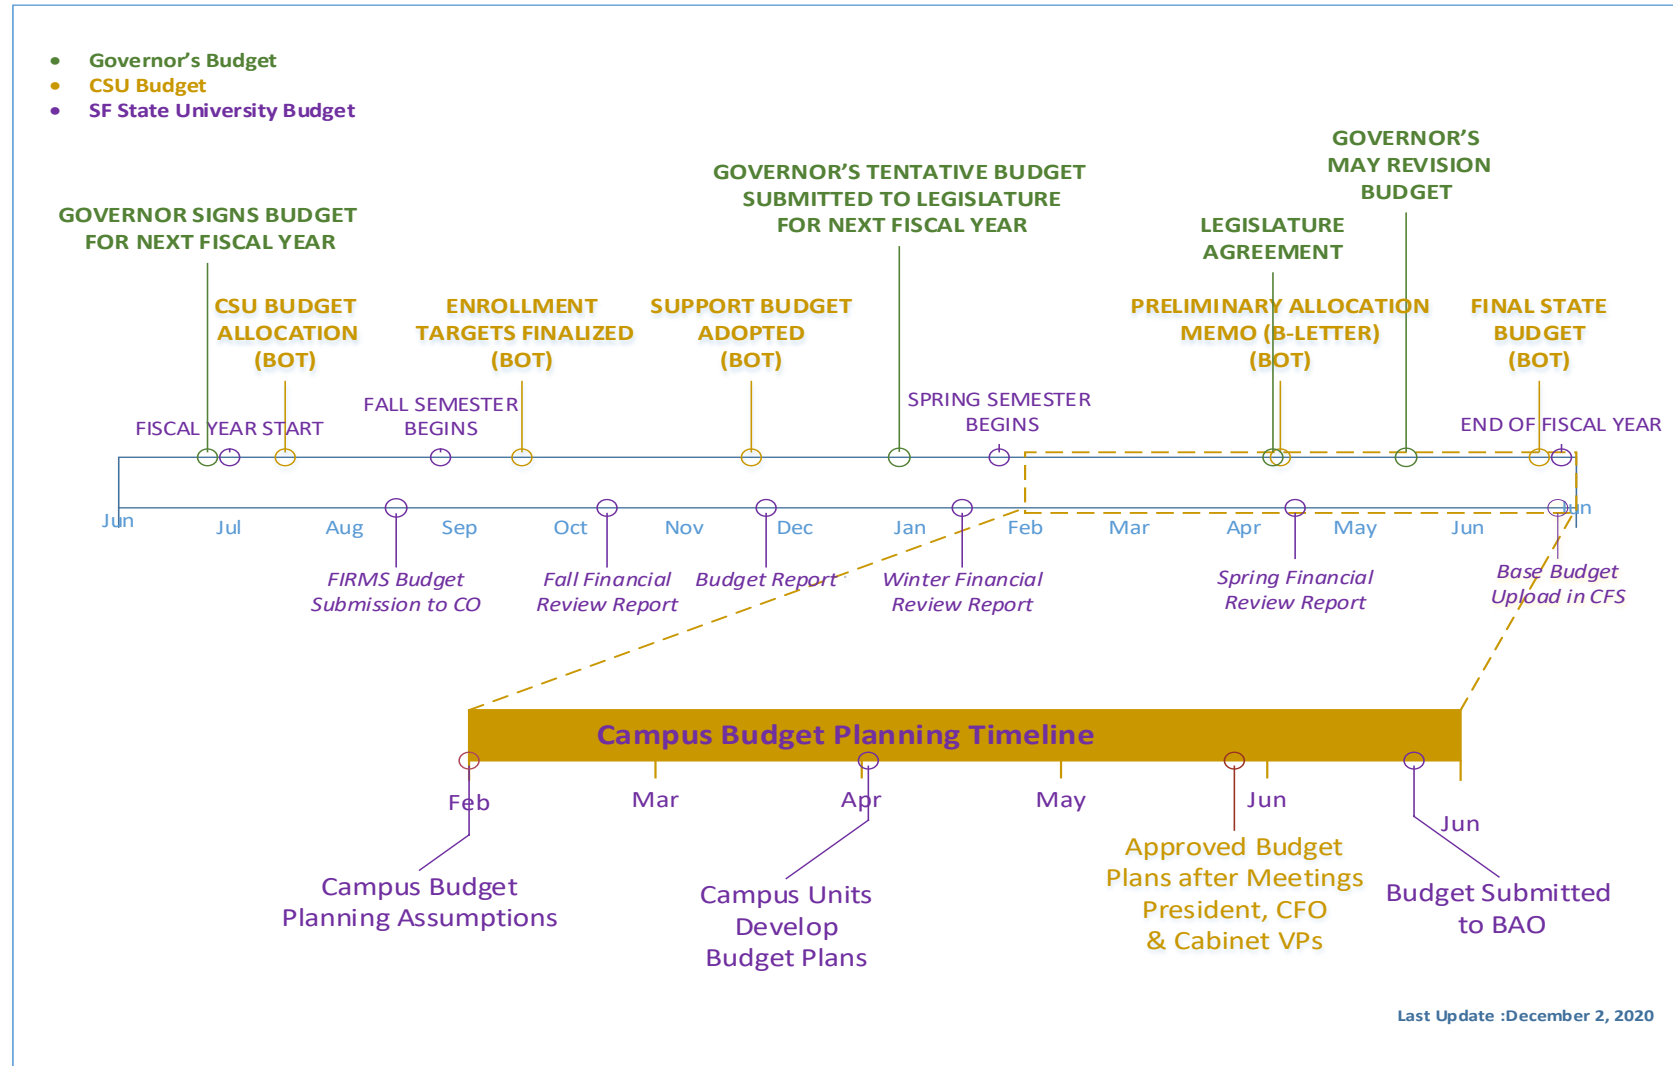 Governor's Budget
CSU Budget
SF State University Budget
GOVERNOR'S
MAY REVISION
BUDGET
GOVERNOR'S TENTATIVE BUDGET
SUBMITTED TO LEGISLATURE
FOR NEXT FISCAL YEAR
GOVERNOR SIGNS BUDGET
FOR NEXT FISCAL YEAR
LEGISLATURE
AGREEMENT
CSU BUDGET
ALLOCATION
(BOT)
ENROLLMENT
TARGETS FINALIZED
(BOT)
SUPPORT BUDGET
ADOPTED
(BOT)
PRELIMINARY ALLOCATION
MEMO (B-LETTER)
(BOT)
FINAL STATE
BUDGET
(BOT)
FISCAL YEAR START
FALL SEMESTER
BEGINS
SPRING SEMESTER
BEGINS
END OF FISCAL YEAR
Jun
Jul
Aug
Sep
Oct
Nov
Dec
Jan
Feb
Mar
Apr
May
Jun
Jun
FIRMS Budget
Submission to CO
Fall Financial
Review Report
Budget Report
Winter Financial
Review Report
Spring Financial
Review Report
Base Budget
Upload in CFS
Campus Budget Planning Timeline
Feb
Mar
Apr
May
Jun
Jun
Campus Budget
Planning Assumptions
Campus Units
Develop
Budget Plans
Approved Budget
Plans after Meetings
President, CFO
& Cabinet VPs
Budget Submitted
to BAO
Last Update :December 2, 2020